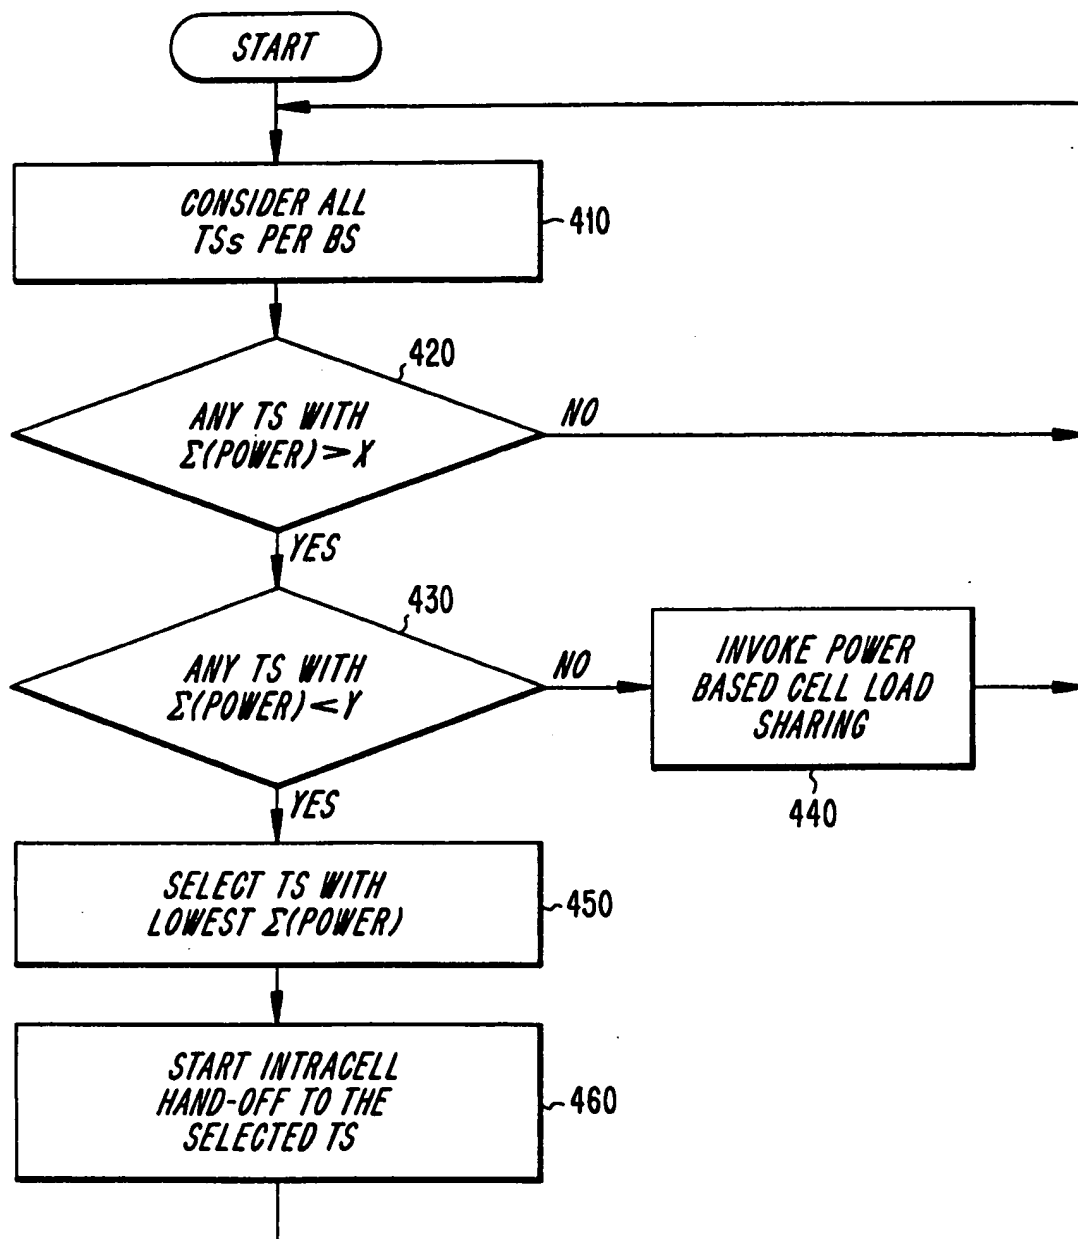 START
CONSIDER ALL
TSs PER BS
410
420
ANY TS WITH
Σ(POWER)>X
NO
YES
430
ANY TS WITH
Σ(POWER)<Y
NO
INVOKE POWER
BASED CELL LOAD
SHARING
440
YES
SELECT TS WITH
LOWEST Σ(POWER)
450
START INTRACELL
HAND-OFF TO THE
SELECTED TS
460